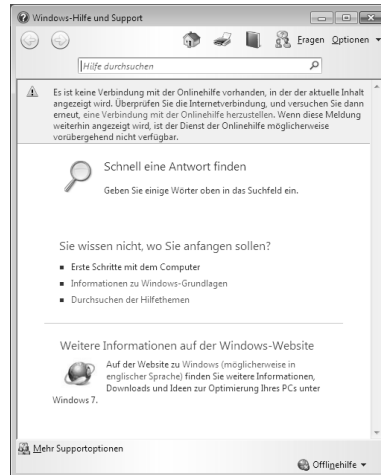 Windows-Hilfe und Support
Fragen Optionen
Hilfe durchsuchen
Es ist keine Verbindung mit der Onlinehilfe vorhanden, in der der aktuelle Inhalt
angezeigt wird. Überprüfen Sie die Internetverbindung, und versuchen Sie dann
erneut, eine Verbindung mit der Onlinehilfe herzustellen. Wenn diese Meldung
weiterhin angezeigt wird, ist der Dienst der Onlinehilfe möglicherweise
vorübergehend nicht verfügbar.
Schnell eine Antwort finden
Geben Sie einige Wörter oben in das Suchfeld ein.
Sie wissen nicht, wo Sie anfangen sollen?
Erste Schritte mit dem Computer
Informationen zu Windows-Grundlagen
Durchsuchen der Hilfethemen
Weitere Informationen auf der Windows-Website
Auf der Website zu Windows (möglicherweise in
englischer Sprache) finden Sie weitere Informationen,
Downloads und Ideen zur Optimierung Ihres PCs unter
Windows 7.
Mehr Supportoptionen
Offlinehilfe